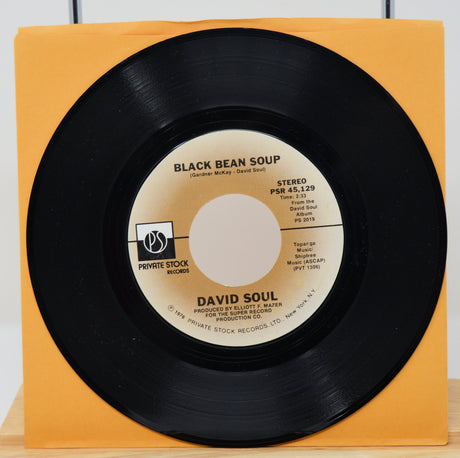 BLACK BEAN SOUP
(Gardner McKay - David Soul)
STEREO
PSR 45,129
Time: 2:33
From the
David Soul
Album
PS 2019
PS
PRIVATE STOCK
RECORDS
Music/
Shiptree
Music (ASCAP)
(PVT 1306)
DAVID SOUL
PRODUCED BY ELLIOTT F. MAZER
FOR THE SUPER RECORD
PRODUCTION CO.
℗ 1976 PRIVATE STOCK RECORDS, LTD., New York, N.Y.